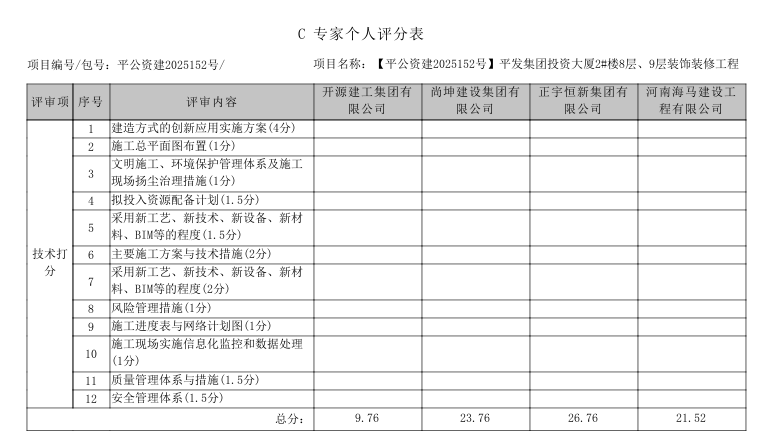 C 专家个人评分表
项目编号/包号: 平公资建2025152号/
项目名称: 【平公资建2025152号】平发集团投资大厦2#楼8层、9层装饰装修工程
评审项 序号 评审内容 开源建工集团有限公司 尚坤建设集团有限公司 正宇恒新集团有限公司 河南海马建设工程有限公司
技术打分
1 建造方式的创新应用实施方案(4分)
2 施工总平面图布置(1分)
3 文明施工、环境保护管理体系及施工
现场扬尘治理措施(1分)
4 拟投入资源配备计划(1.5分)
5 采用新工艺、新技术、新设备、新材
料、BIM等的程度(1.5分)
6 主要施工方案与技术措施(2分)
7 采用新工艺、新技术、新设备、新材
料、BIM等的程度(2分)
8 风险管理措施(1分)
9 施工进度表与网络计划图(1分)
10 施工现场实施信息化监控和数据处理
(1分)
11 质量管理体系与措施(1.5分)
12 安全管理体系(1.5分)
总分: 9.76 23.76 26.76 21.52